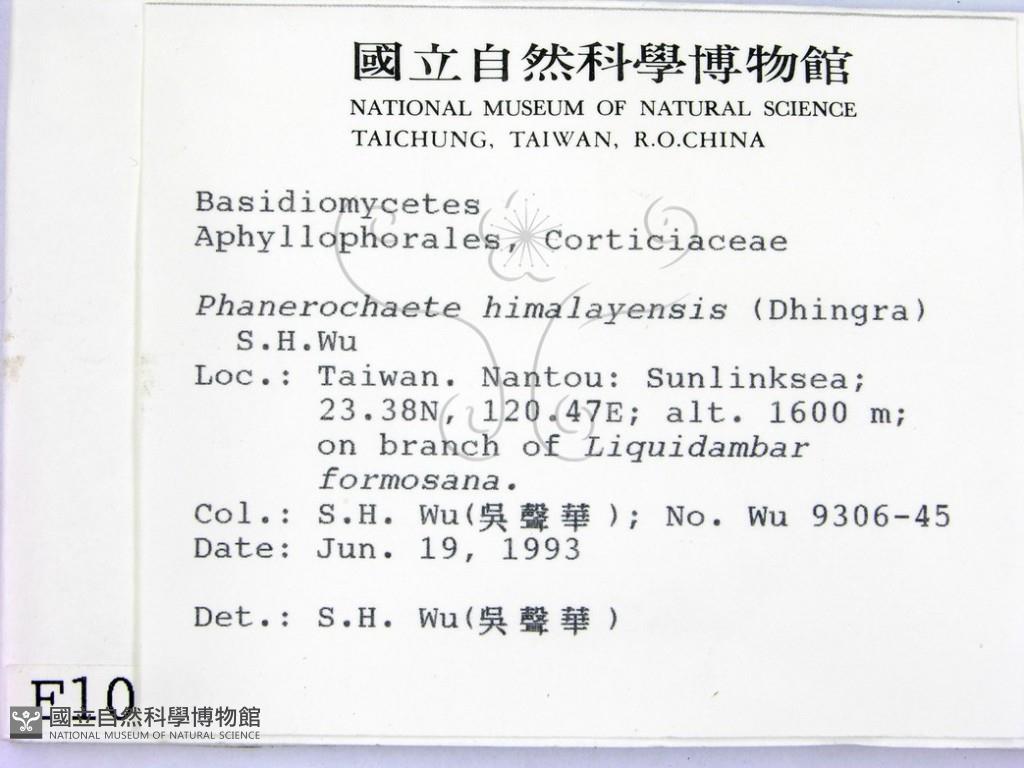 國立自然科學博物館
NATIONAL MUSEUM OF NATURAL SCIENCE
TAICHUNG, TAIWAN, R.O.CHINA
Basidiomycetes
Aphyllophorales, Corticiaceae
Phanerochaete himalayensis (Dhingra)
S.H.Wu
Loc.: Taiwan. Nantou: Sunlinksea;
23.38N, 120.47E; alt. 1600 m;
on branch of Liquidambar
formosana.
Col.: S.H. Wu(吳聲華); No. Wu 9306-45
Date: Jun. 19, 1993
Det.: S.H. Wu(吳聲華)
F10
國立自然科學博物館
NATIONAL MUSEUM OF NATURAL SCIENCE